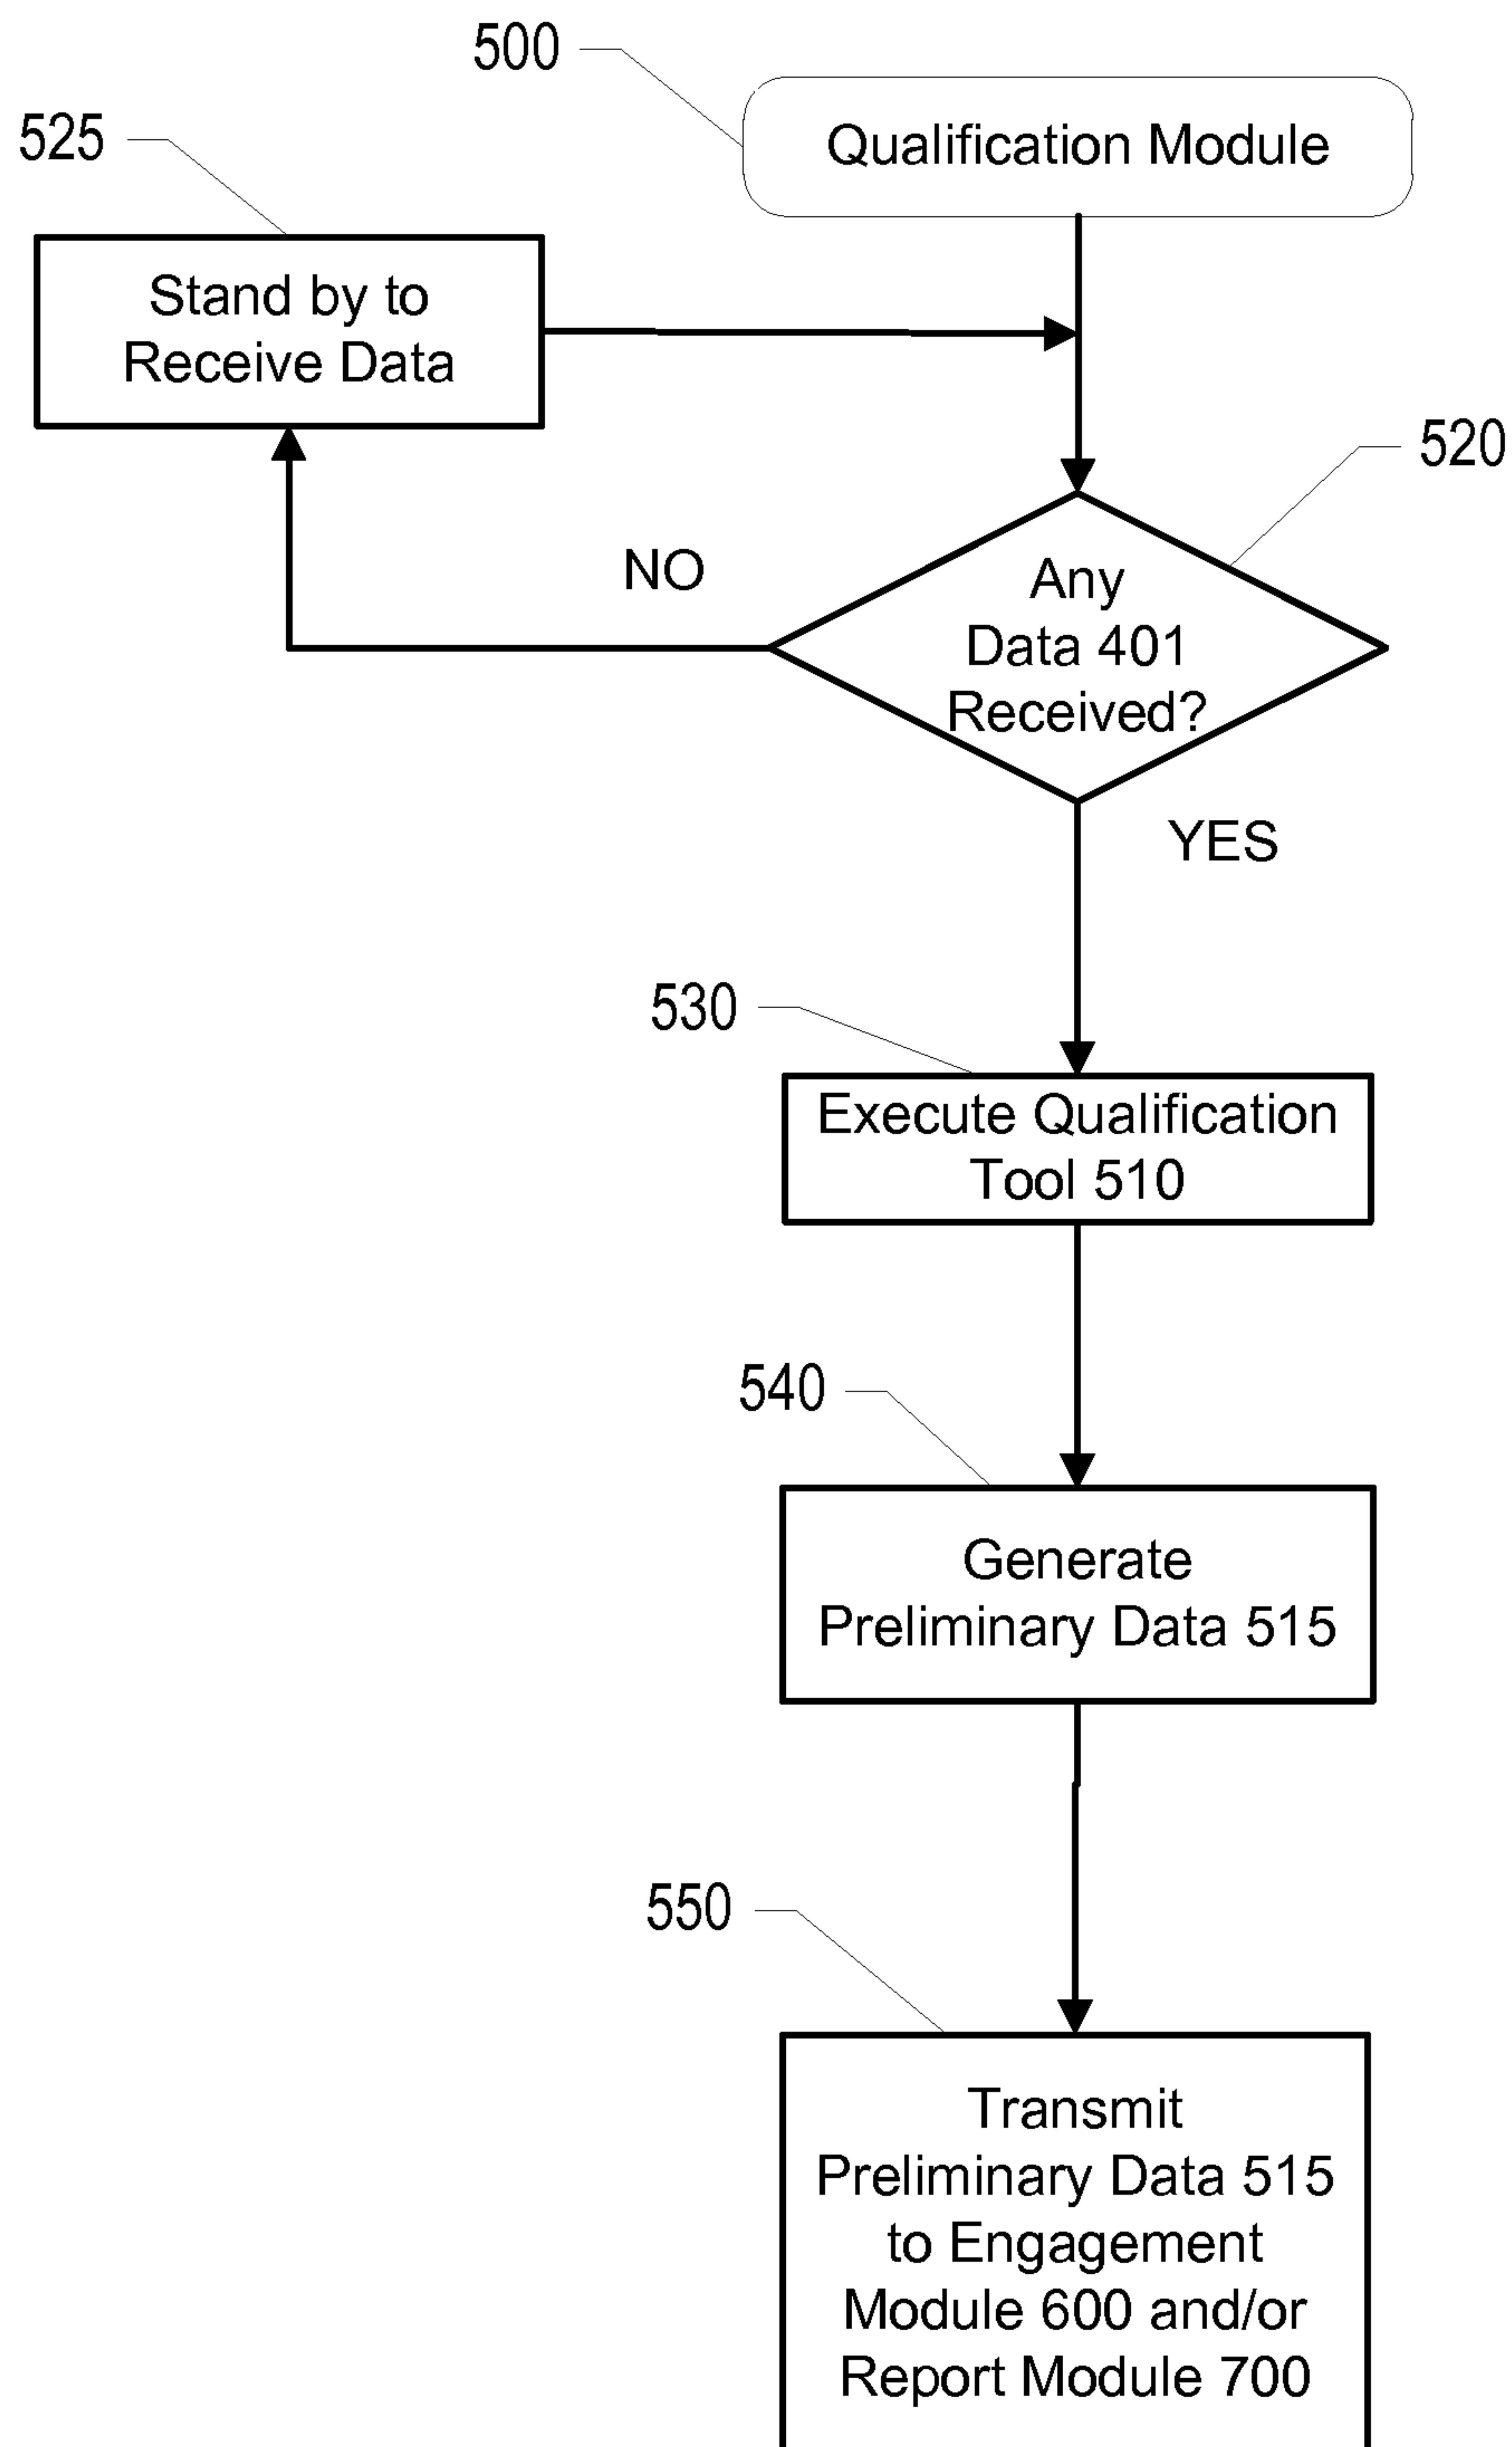 500
Qualification Module
525
Stand by to
Receive Data
520
Any
Data 401
Received?
NO
YES
530
Execute Qualification
Tool 510
540
Generate
Preliminary Data 515
550
Transmit
Preliminary Data 515
to Engagement
Module 600 and/or
Report Module 700